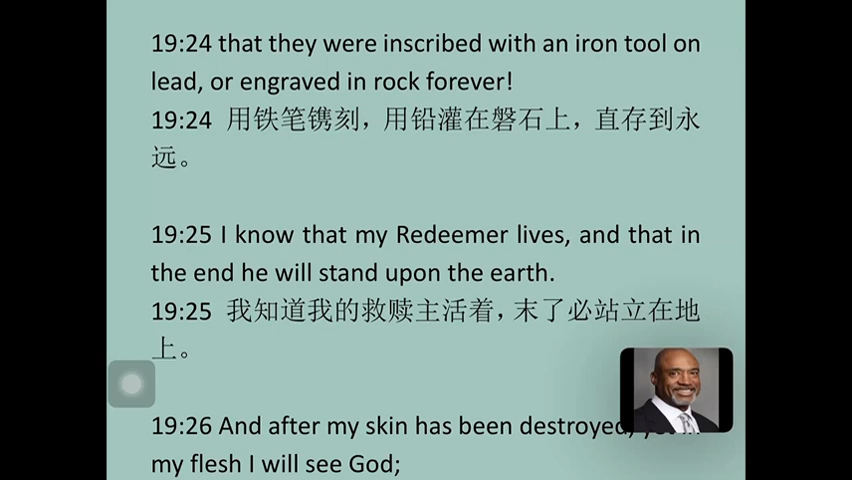 19:24 that they were inscribed with an iron tool on
lead, or engraved in rock forever!
19:24 用铁笔镌刻，用铅灌在磐石上，直存到永
远。
19:25 I know that my Redeemer lives, and that in
the end he will stand upon the earth.
19:25 我知道我的救赎主活着，末了必站立在地
上。
19:26 And after my skin has been destroyed,
my flesh I will see God;